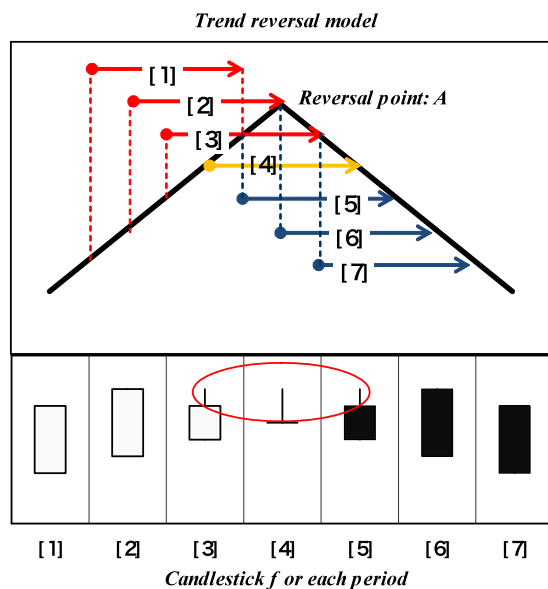 Trend reversal model
[1]
[2]
Reversal point: A
[3]
[4]
[5]
[6]
[7]
[1] [2] [3] [4] [5] [6] [7]
Candlestick f or each period